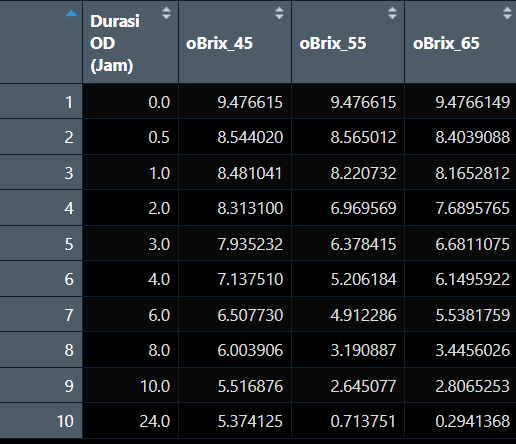 Durasi OD (Jam) oBrix_45 oBrix_55 oBrix_65
1 0.0 9.476615 9.476615 9.4766149
2 0.5 8.544020 8.565012 8.4039088
3 1.0 8.481041 8.220732 8.1652812
4 2.0 8.313100 6.969569 7.6895765
5 3.0 7.935232 6.378415 6.6811075
6 4.0 7.137510 5.206184 6.1495922
7 6.0 6.507730 4.912286 5.5381759
8 8.0 6.003906 3.190887 3.4456026
9 10.0 5.516876 2.645077 2.8065253
10 24.0 5.374125 0.713751 0.2941368